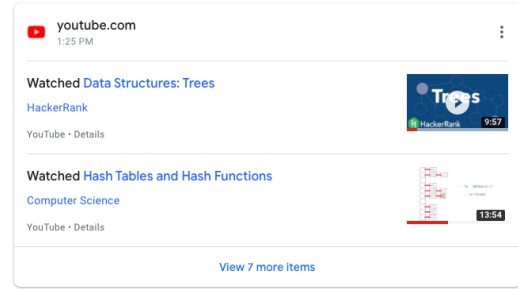 youtube.com
1:25 PM
Watched Data Structures: Trees
HackerRank
YouTube • Details
Trees
H HackerRank
9:57
Watched Hash Tables and Hash Functions
Computer Science
YouTube • Details
13:54
View 7 more items